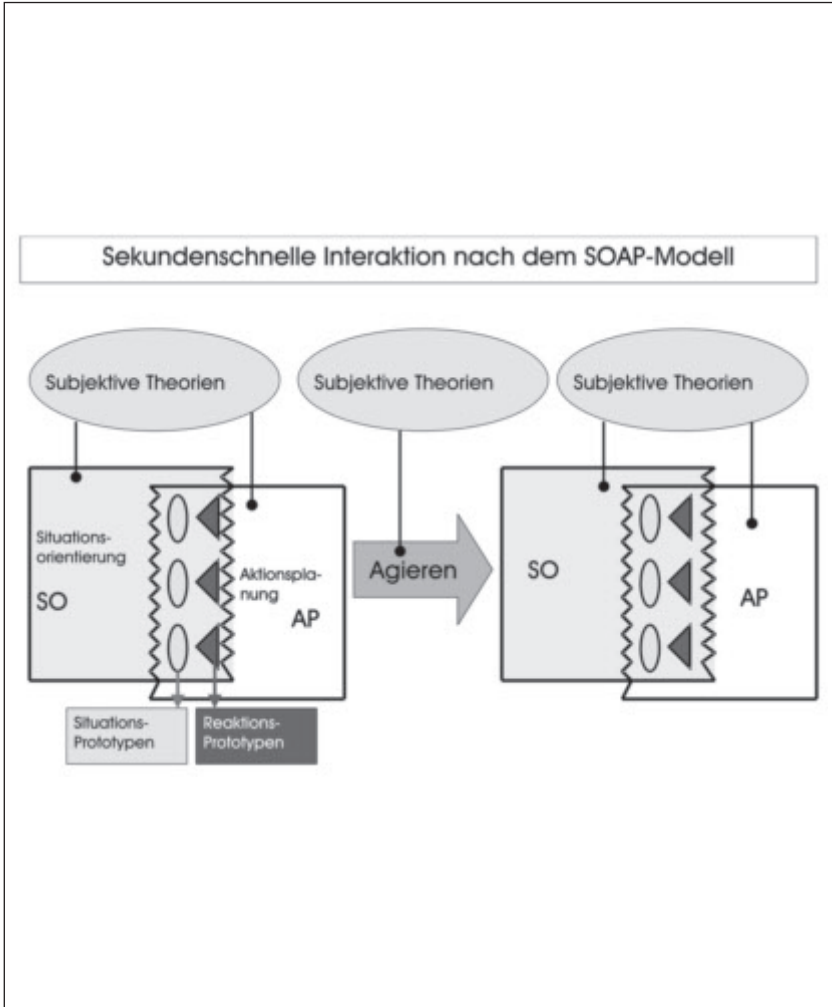 Sekundenschnelle Interaktion nach dem SOAP-Modell
Subjektive Theorien
Subjektive Theorien
Subjektive Theorien
Situations-
orientierung
SO
Aktionspla-
nung
AP
Agieren
SO
AP
Situations-
Prototypen
Reaktions-
Prototypen